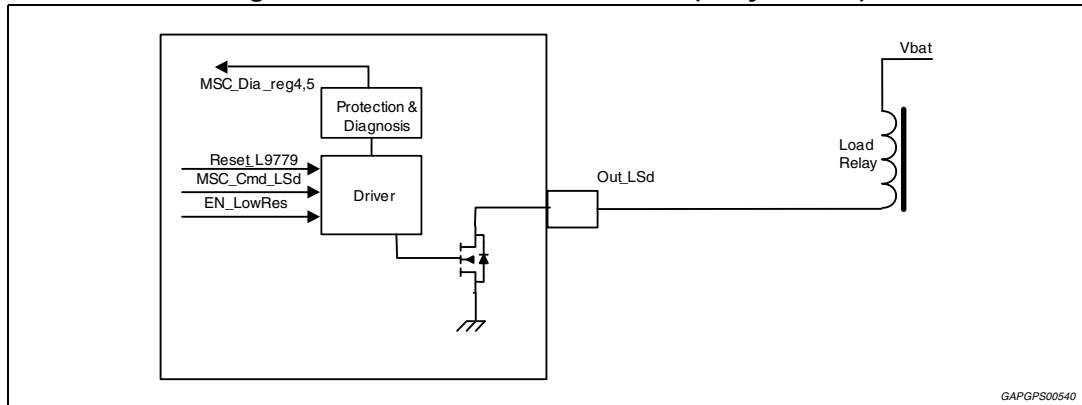 Vbat
MSC_Dia_reg4,5
Protection &
Diagnosis
Load
Relay
Reset_L9779
MSC_Cmd_LSd
EN_LowRes
Driver
Out_LSd
GAPGPS00540